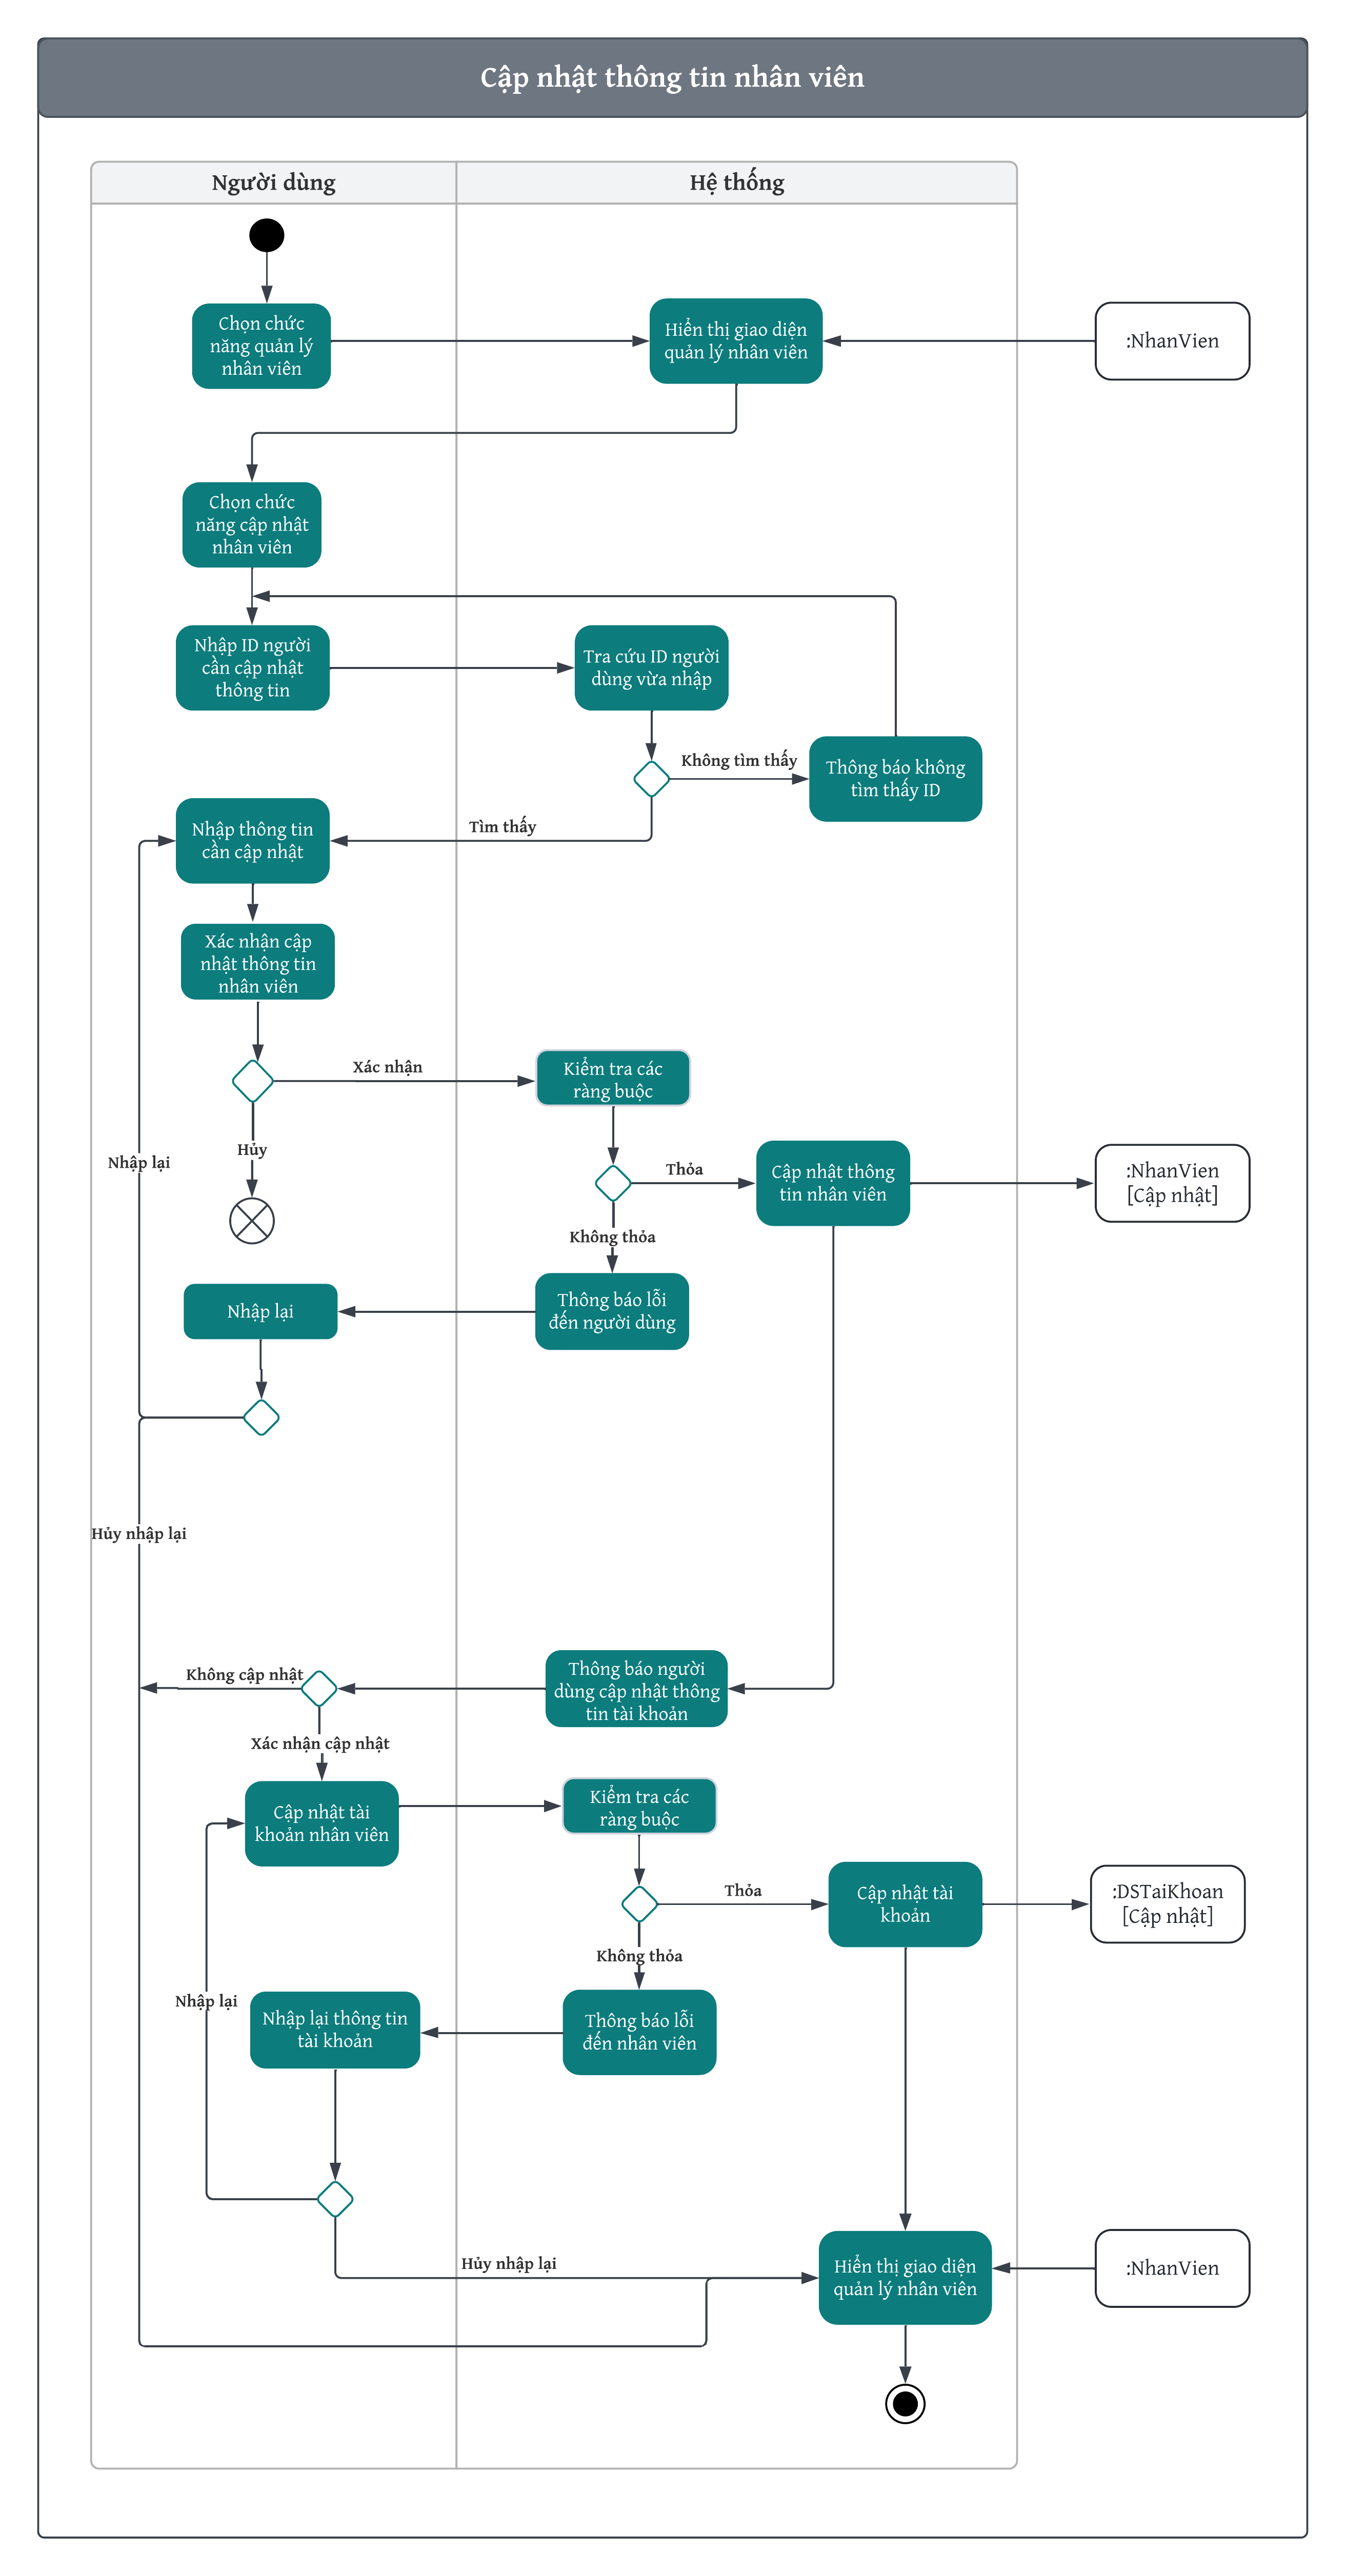 Cập nhật thông tin nhân viên
Người dùng
Hệ thống
Chọn chức
năng quản lý
nhân viên
Hiển thị giao diện
quản lý nhân viên
:NhanVien
Chọn chức
năng cập nhật
nhân viên
Nhập ID người
cần cập nhật
thông tin
Tra cứu ID người
dùng vừa nhập
Không tìm thấy
Thông báo không
tìm thấy ID
Tìm thấy
Nhập thông tin
cần cập nhật
Xác nhận cập
nhật thông tin
nhân viên
Xác nhận
Kiểm tra các
ràng buộc
Hủy
Nhập lại
Thỏa
Cập nhật thông
tin nhân viên
:NhanVien
[Cập nhật]
Không thỏa
Thông báo lỗi
đến người dùng
Nhập lại
Hủy nhập lại
Thông báo người
dùng cập nhật thông
tin tài khoản
Không cập nhật
Xác nhận cập nhật
Cập nhật tài
khoản nhân viên
Kiểm tra các
ràng buộc
Thỏa
Cập nhật tài
khoản
:DSTaiKhoan
[Cập nhật]
Không thỏa
Nhập lại
Nhập lại thông tin
tài khoản
Thông báo lỗi
đến nhân viên
Hủy nhập lại
Hiển thị giao diện
quản lý nhân viên
:NhanVien